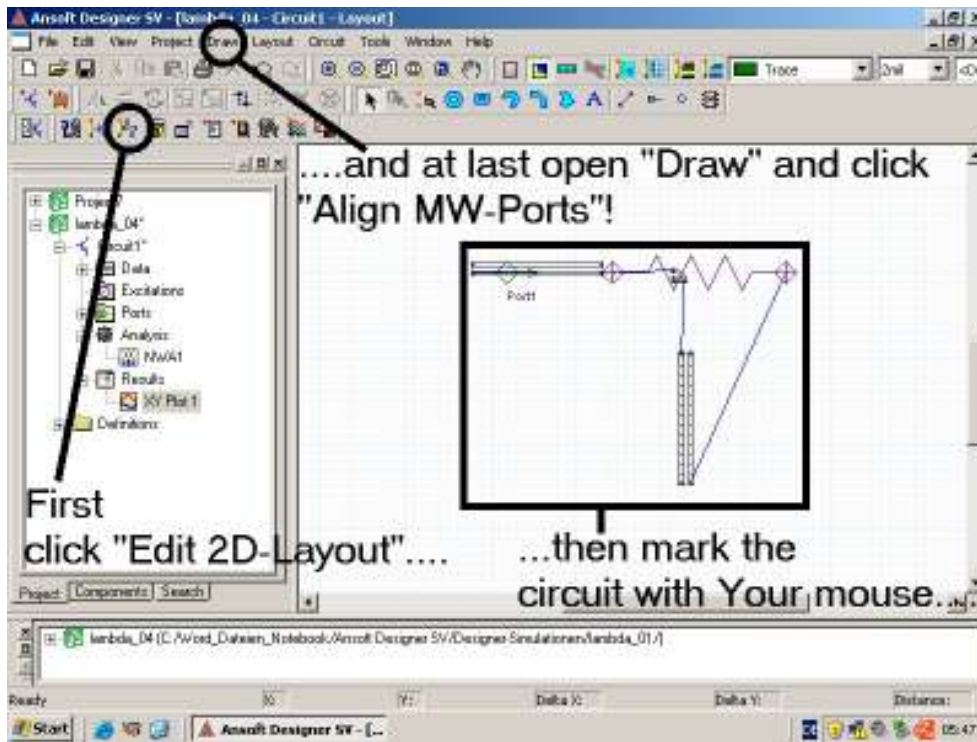 Ansoft Designer SV - [lambda_04 - Circuit1 - Layout]
File Edit View Project Draw Layout Circuit Tools Window Help
Trace
2mil
....and at last open "Draw" and click
"Align MW-Ports"!
lambda_04*
Circuit1*
Data
Excitations
Ports
Analysis
NWA1
Results
XY Plot 1
Definitions
Port1
First
click "Edit 2D-Layout"....
...then mark the
circuit with Your mouse...
Project Components Search
lambda_04 (C:/Word_Dateien_Notebook/Ansoft Designer SV/Designer-Simulationen/lambda_01/)
Ready X: Y: Delta X: Delta Y: Distance:
Start Ansoft Designer SV - [... 05:47